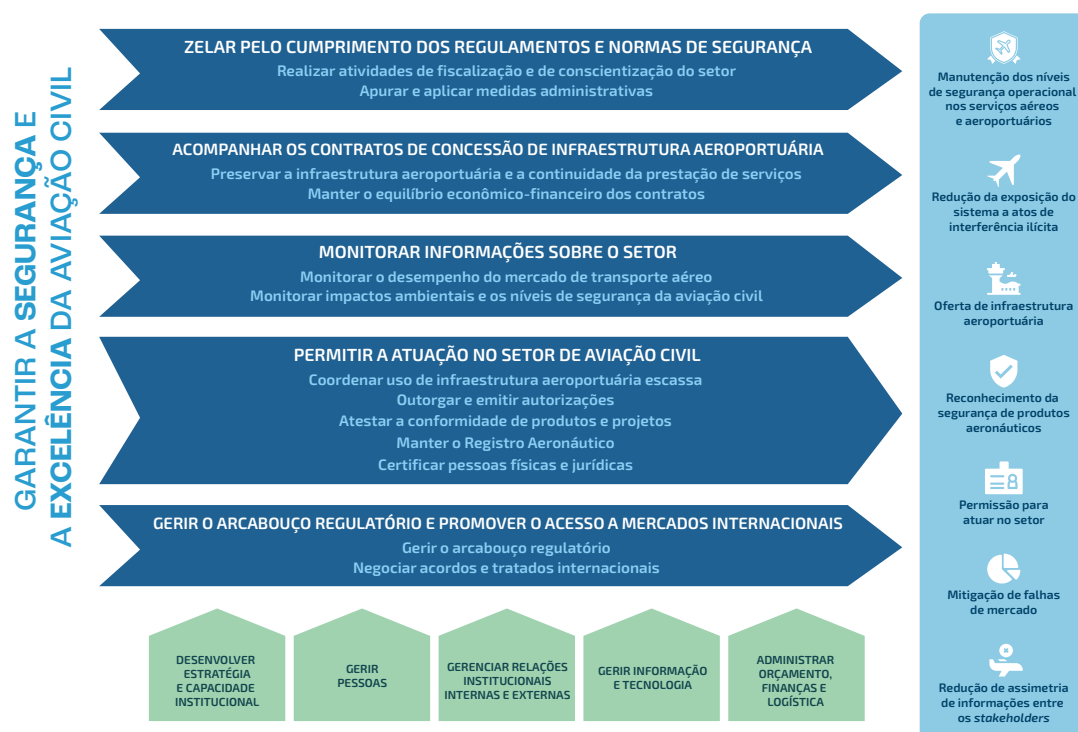 GARANTIR A SEGURANÇA E
A EXCELÊNCIA DA AVIAÇÃO CIVIL
ZELAR PELO CUMPRIMENTO DOS REGULAMENTOS E NORMAS DE SEGURANÇA
Realizar atividades de fiscalização e de conscientização do setor
Apurar e aplicar medidas administrativas
ACOMPANHAR OS CONTRATOS DE CONCESSÃO DE INFRAESTRUTURA AEROPORTUÁRIA
Preservar a infraestrutura aeroportuária e a continuidade da prestação de serviços
Manter o equilíbrio econômico-financeiro dos contratos
MONITORAR INFORMAÇÕES SOBRE O SETOR
Monitorar o desempenho do mercado de transporte aéreo
Monitorar impactos ambientais e os níveis de segurança da aviação civil
PERMITIR A ATUAÇÃO NO SETOR DE AVIAÇÃO CIVIL
Coordenar uso de infraestrutura aeroportuária escassa
Outorgar e emitir autorizações
Atestar a conformidade de produtos e projetos
Manter o Registro Aeronáutico
Certificar pessoas físicas e jurídicas
GERIR O ARCABOUÇO REGULATÓRIO E PROMOVER O ACESSO A MERCADOS INTERNACIONAIS
Gerir o arcabouço regulatório
Negociar acordos e tratados internacionais
DESENVOLVER
ESTRATÉGIA
E CAPACIDADE
INSTITUCIONAL
GERIR
PESSOAS
GERENCIAR RELAÇÕES
INSTITUCIONAIS
INTERNAS E EXTERNAS
GERIR INFORMAÇÃO
E TECNOLOGIA
ADMINISTRAR
ORÇAMENTO,
FINANÇAS E
LOGÍSTICA
Manutenção dos níveis
de segurança operacional
nos serviços aéreos
e aeroportuários
Redução da exposição do
sistema a atos de
interferência ilícita
Oferta de infraestrutura
aeroportuária
Reconhecimento da
segurança de produtos
aeronáuticos
Permissão para
atuar no setor
Mitigação de falhas
de mercado
Redução de assimetria
de informações entre
os stakeholders